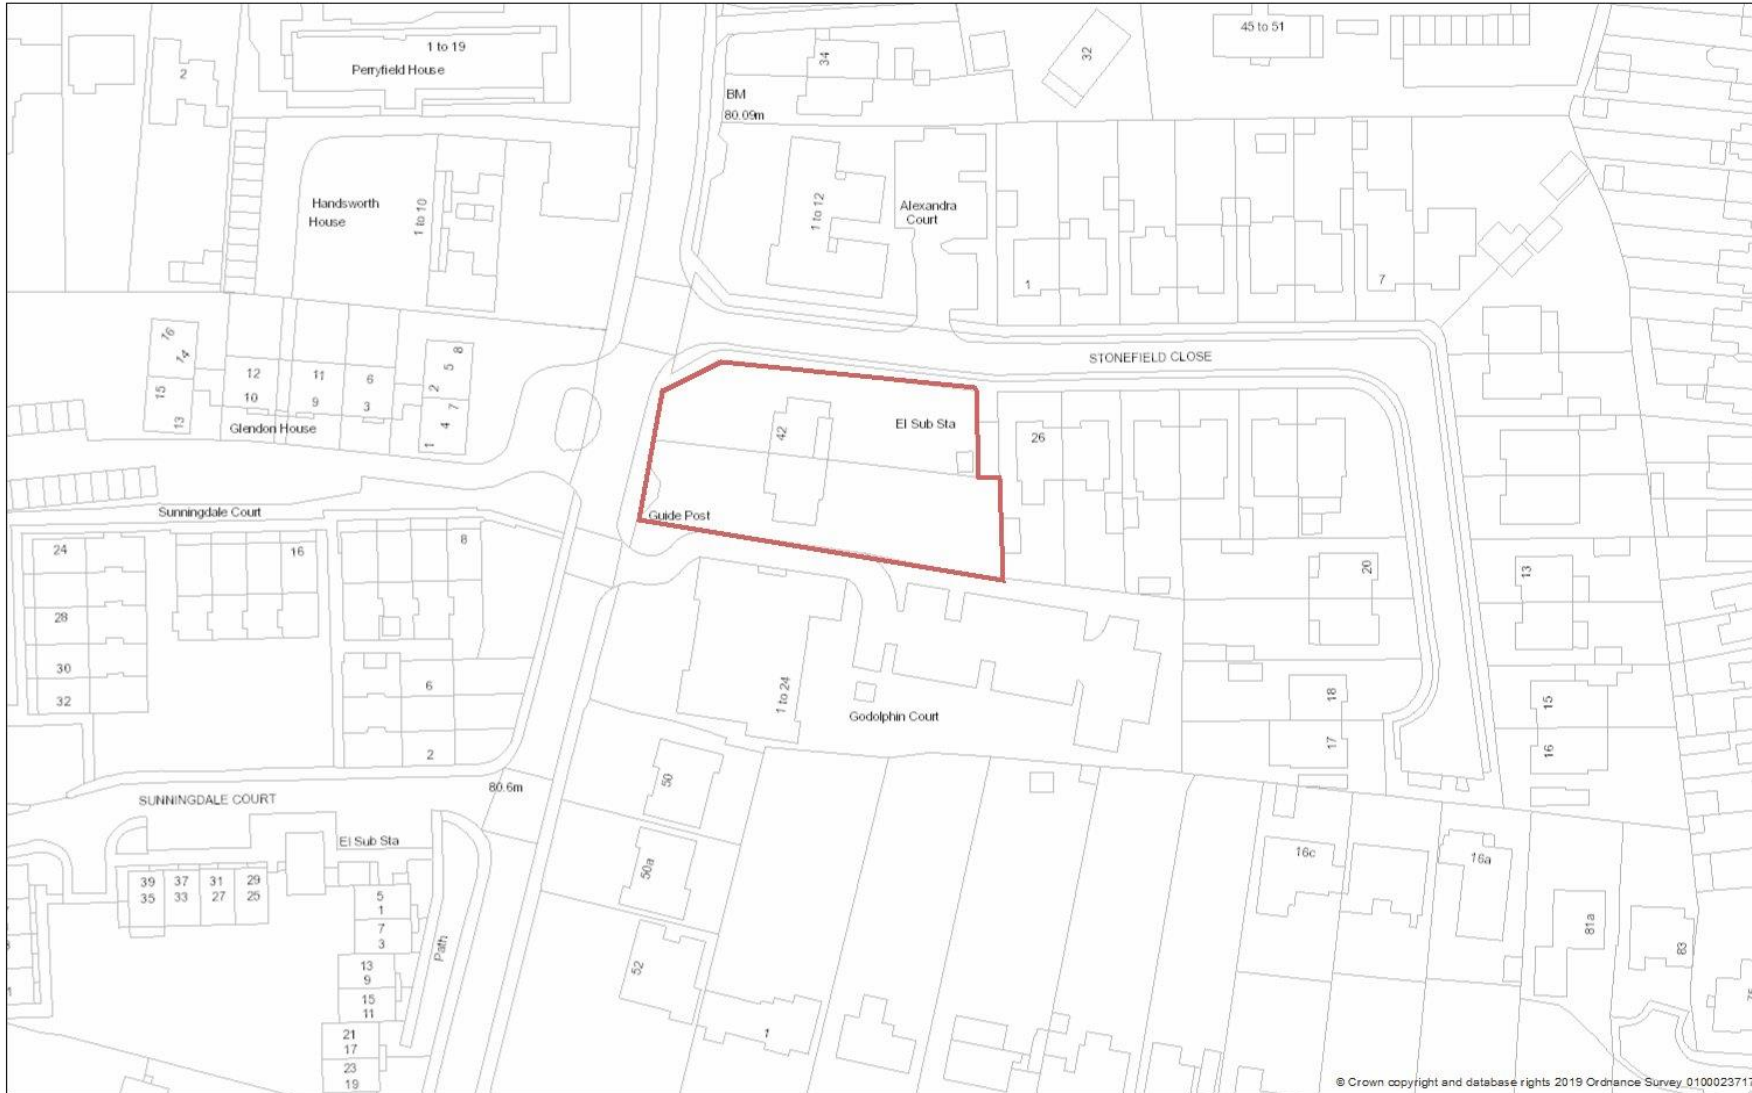 1 to 19
45 to 51
Perryfield House
2
34
32
BM
80.09m
Handsworth
House
1 to 10
1 to 12
Alexandra
Court
1
7
STONEFIELD CLOSE
16
14
15
13
12
10
11
9
6
3
8
5
2
7
4
1
Glendon House
42
El Sub Sta
26
Guide Post
Sunningdale Court
24
16
8
28
30
32
6
2
20
13
18
17
15
16
1 to 24
Godolphin Court
50
80.6m
SUNNINGDALE COURT
El Sub Sta
50a
16c
16a
39
37
31
29
35
33
27
25
5
1
7
3
Path
81a
83
52
13
9
15
11
1
21
17
23
19
© Crown copyright and database rights 2019 Ordnance Survey 0100023717